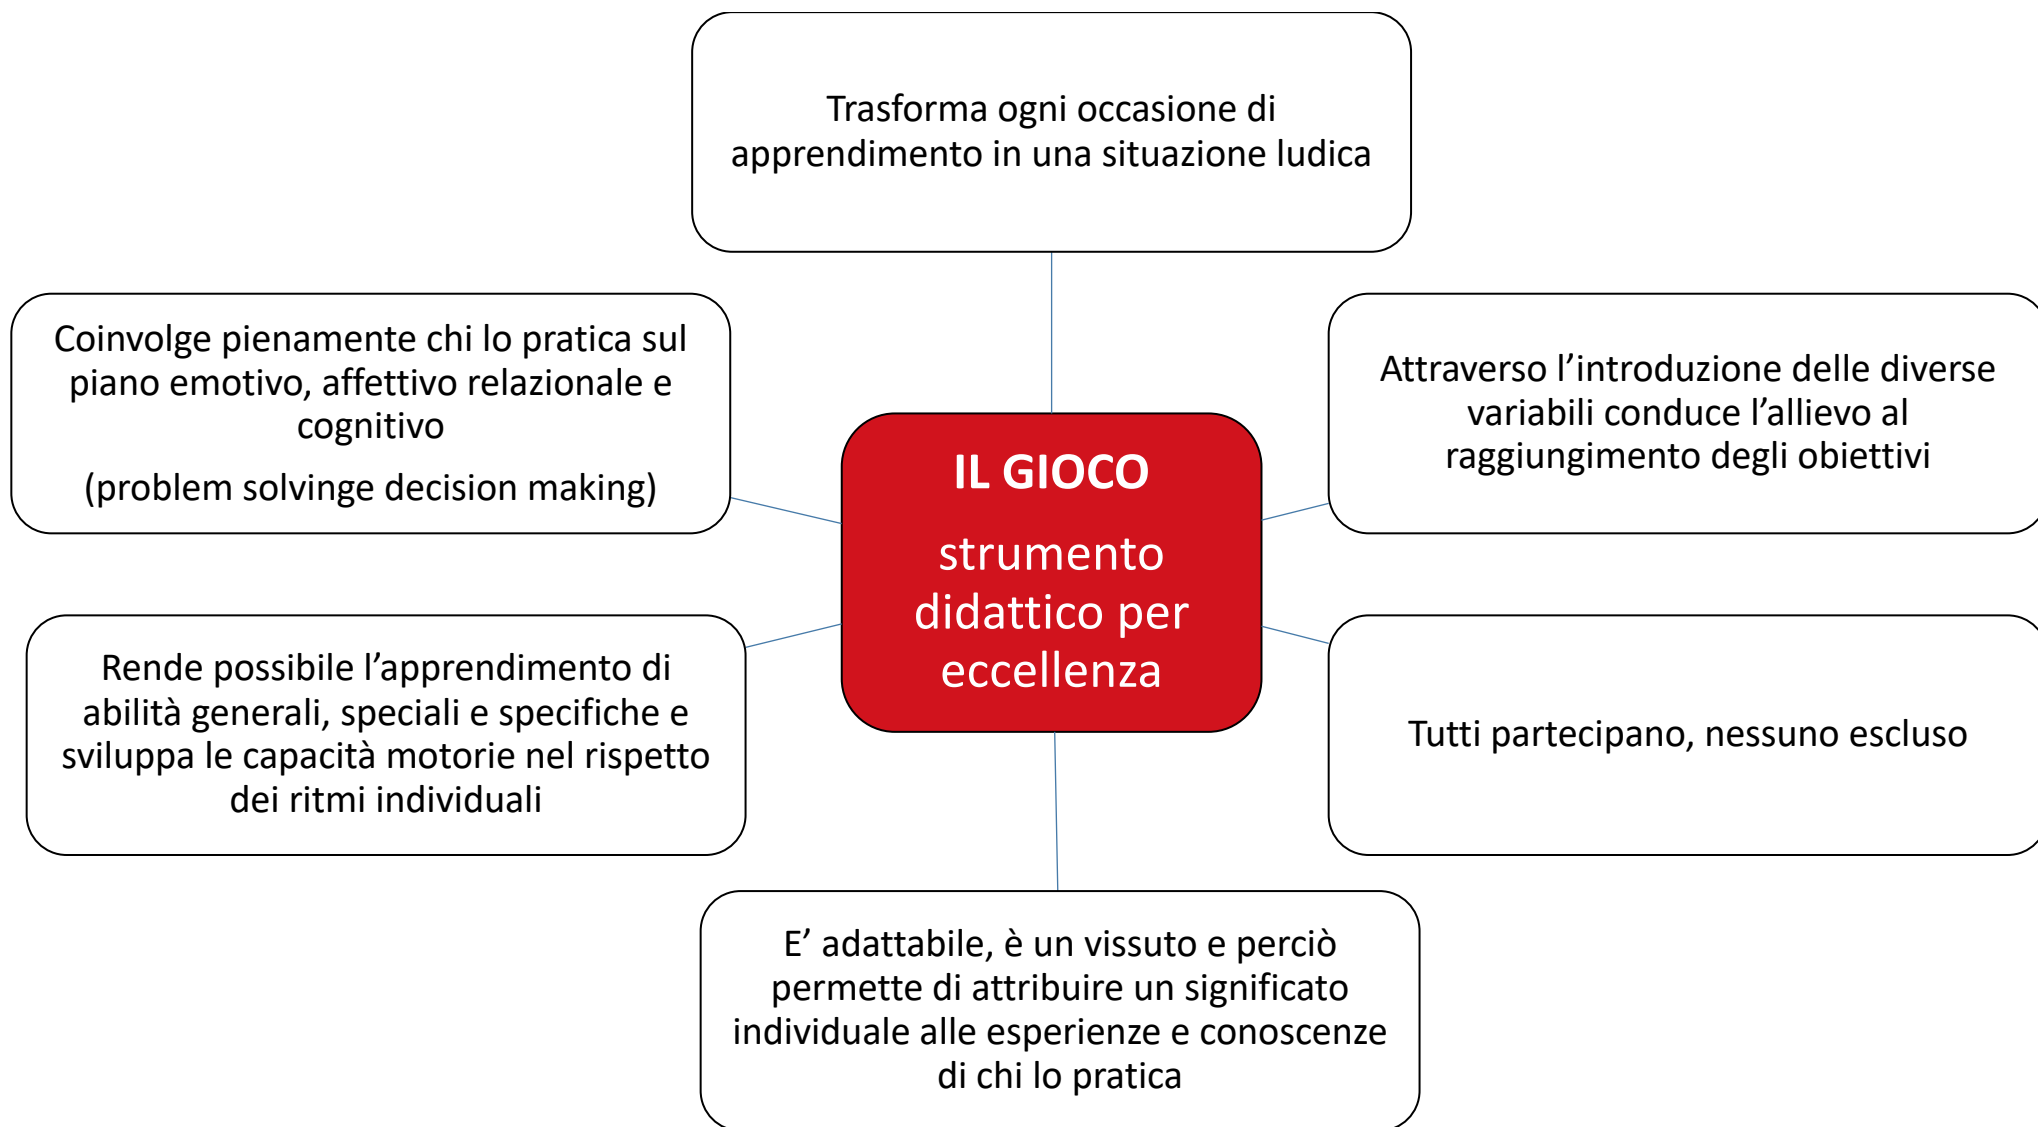 Trasforma ogni occasione di
apprendimento in una situazione ludica
Coinvolge pienamente chi lo pratica sul
piano emotivo, affettivo relazionale e
cognitivo
(problem solvinge decision making)
Attraverso l’introduzione delle diverse
variabili conduce l’allievo al
raggiungimento degli obiettivi
IL GIOCO
strumento
didattico per
eccellenza
Rende possibile l’apprendimento di
abilità generali, speciali e specifiche e
sviluppa le capacità motorie nel rispetto
dei ritmi individuali
Tutti partecipano, nessuno escluso
E’ adattabile, è un vissuto e perciò
permette di attribuire un significato
individuale alle esperienze e conoscenze
di chi lo pratica